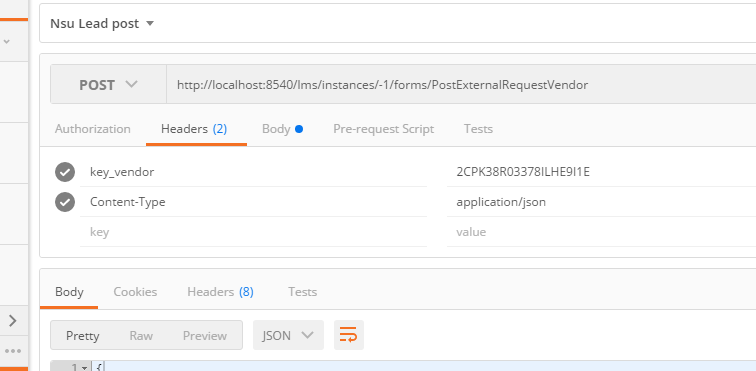 Nsu Lead post
POST http://localhost:8540/lms/instances/-1/forms/PostExternalRequestVendor
Authorization Headers (2) Body Pre-request Script Tests
key_vendor 2CPK38R03378ILHE9I1E
Content-Type application/json
key value
Body Cookies Headers (8) Tests
Pretty Raw Preview JSON
1 {